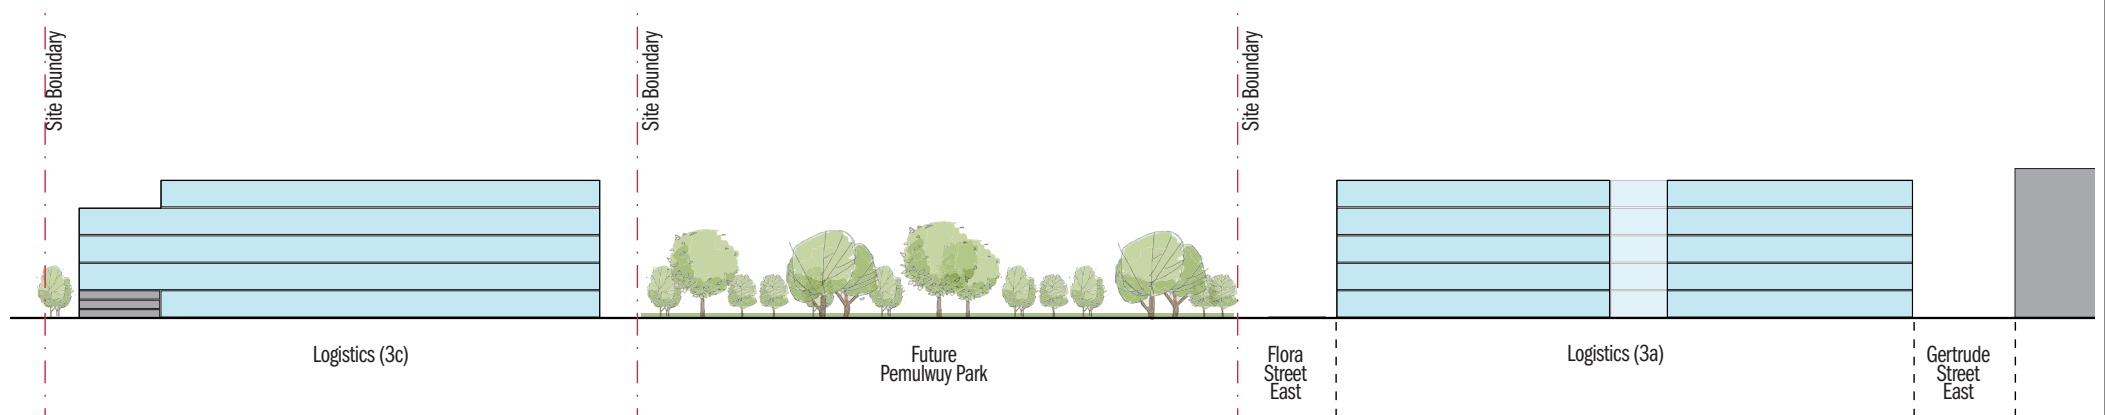 Site Boundary
Site Boundary
Site Boundary
Logistics (3c)
Future
Pemulwuy Park
Flora
Street
East
Logistics (3a)
Gertrude
Street
East